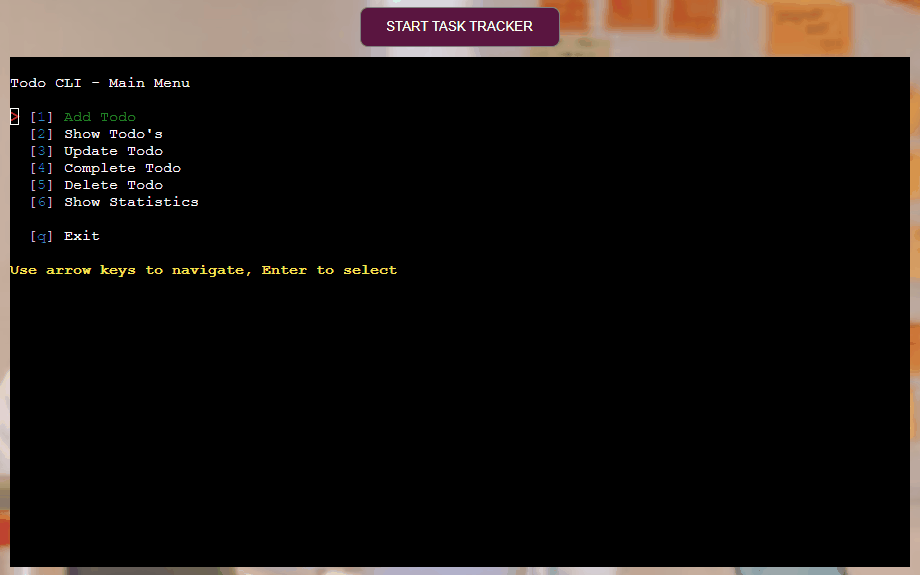 START TASK TRACKER
Todo CLI - Main Menu
> [1] Add Todo
[2] Show Todo's
[3] Update Todo
[4] Complete Todo
[5] Delete Todo
[6] Show Statistics
[q] Exit
Use arrow keys to navigate, Enter to select